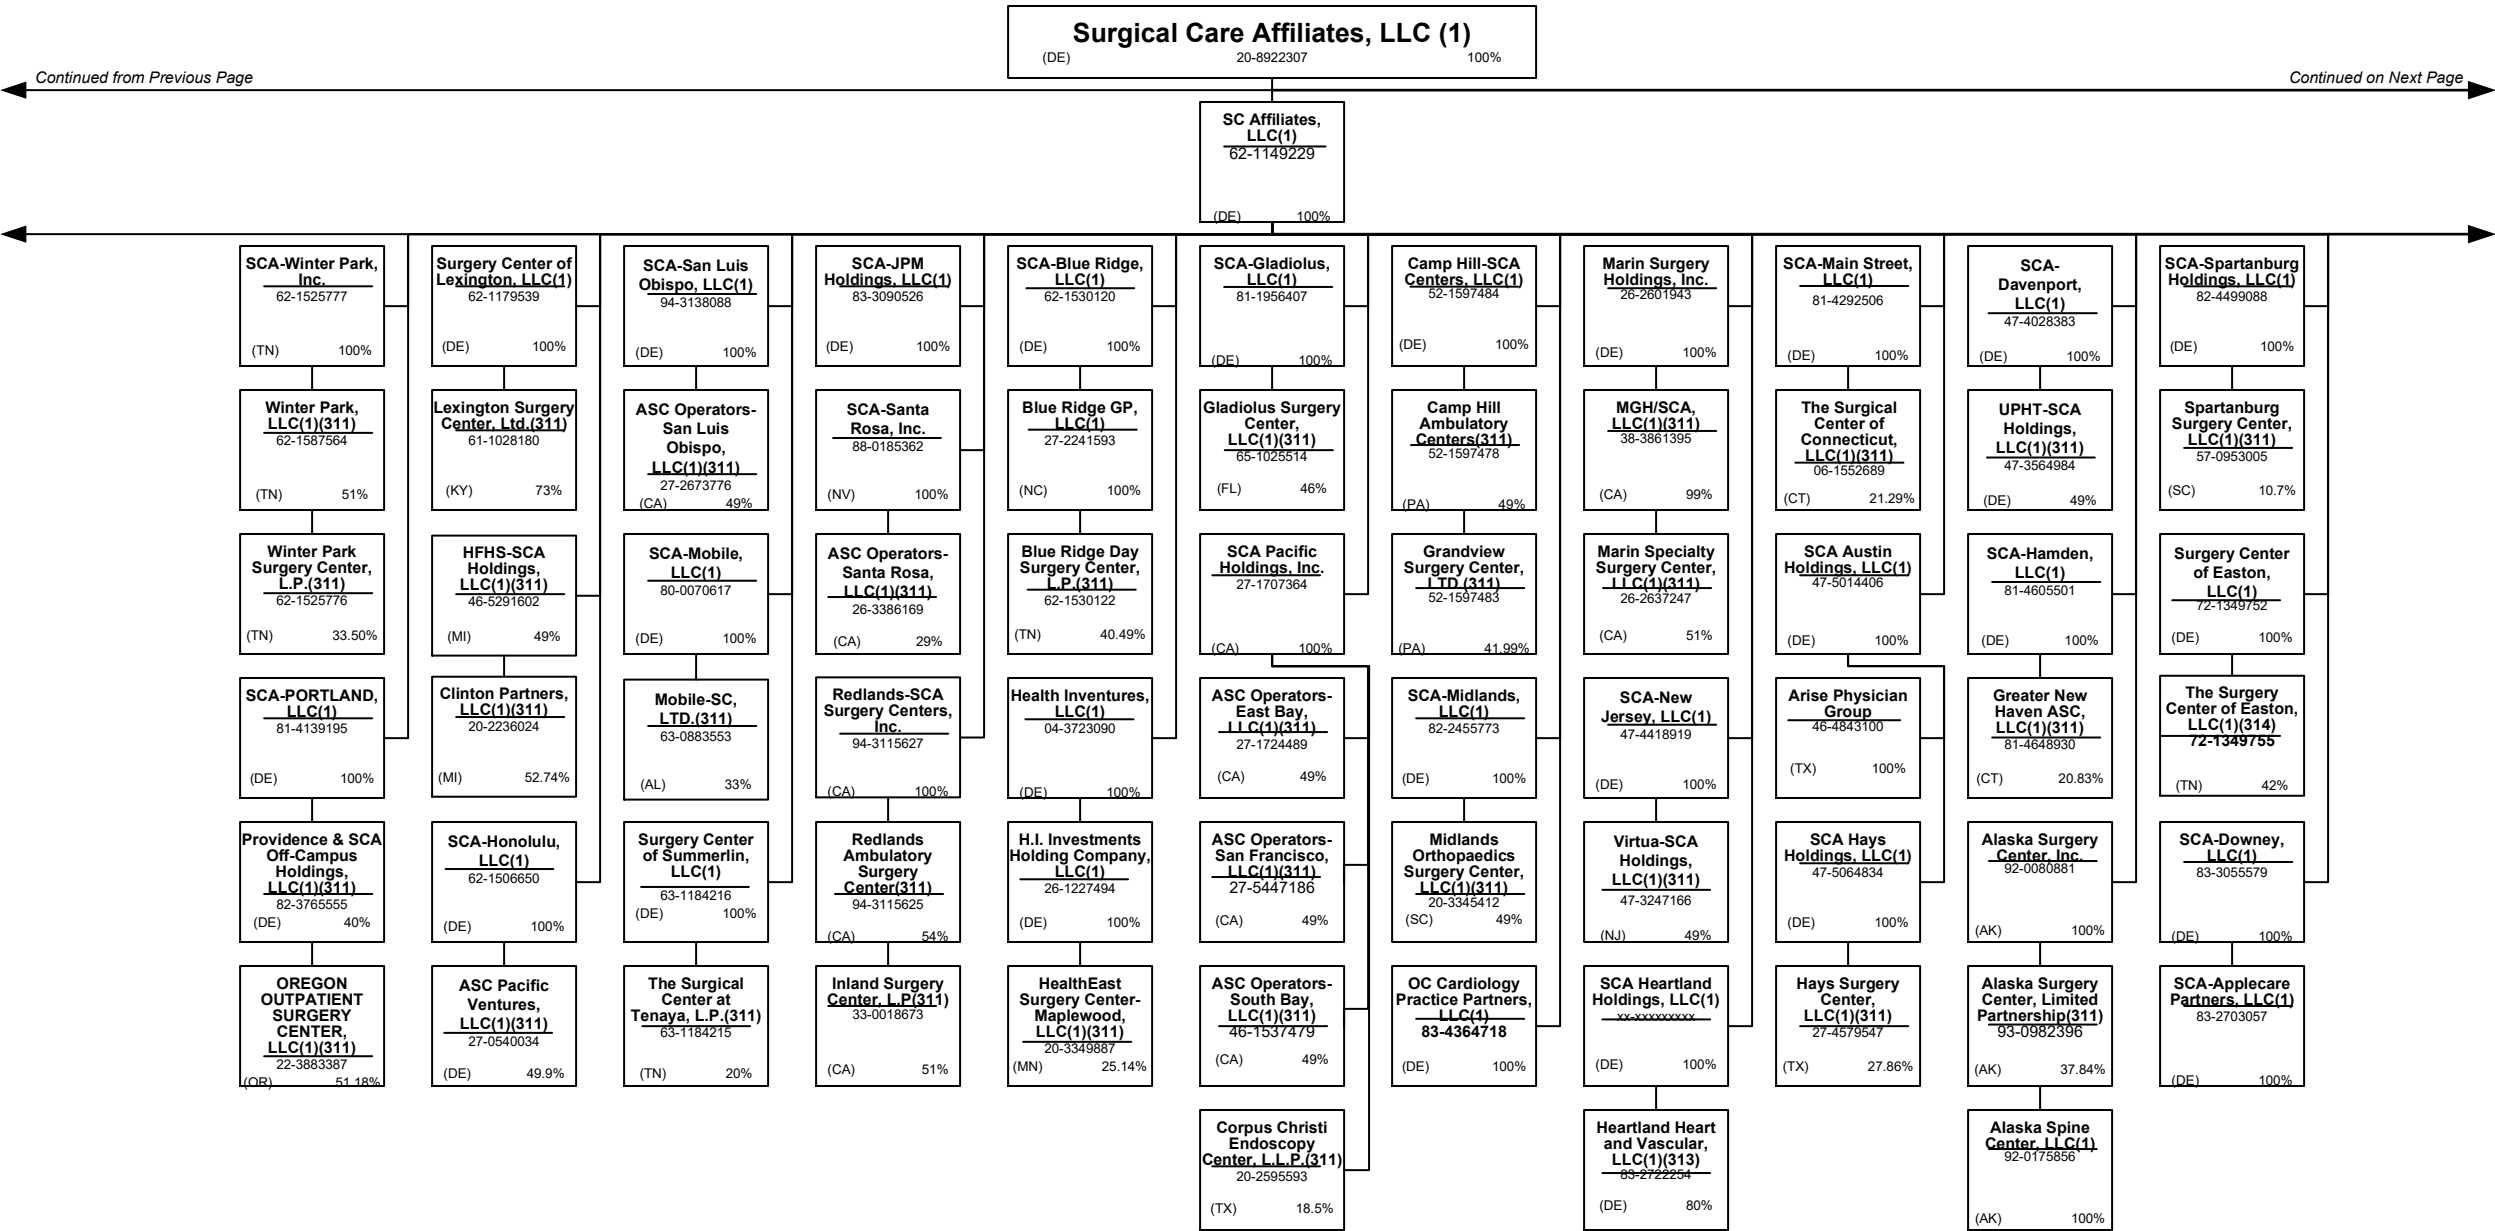 Surgical Care Affiliates, LLC (1)
(DE) 20-8922307 100%
Continued from Previous Page
Continued on Next Page
SC Affiliates,
LLC(1)
62-1149229
(DE) 100%
SCA-Winter Park,
Inc.
62-1525777
(TN) 100%
Winter Park,
LLC(1)(311)
62-1587564
(TN) 51%
Winter Park
Surgery Center,
L.P.(311)
62-1525776
(TN) 33.50%
SCA-PORTLAND,
LLC(1)
81-4139195
(DE) 100%
Providence & SCA
Off-Campus
Holdings,
LLC(1)(311)
82-3765555
(DE) 40%
OREGON
OUTPATIENT
SURGERY
CENTER,
LLC(1)(311)
22-3883387
(OR) 51.18%
Surgery Center of
Lexington, LLC(1)
62-1179539
(DE) 100%
Lexington Surgery
Center, Ltd.(311)
61-1028180
(KY) 73%
HFHS-SCA
Holdings,
LLC(1)(311)
46-5291602
(MI) 49%
Clinton Partners,
LLC(1)(311)
20-2236024
(MI) 52.74%
SCA-Honolulu,
LLC(1)
62-1506650
(DE) 100%
ASC Pacific
Ventures,
LLC(1)(311)
27-0540034
(DE) 49.9%
SCA-San Luis
Obispo, LLC(1)
94-3138088
(DE) 100%
ASC Operators-
San Luis
Obispo,
LLC(1)(311)
27-2673776
(CA) 49%
SCA-Mobile,
LLC(1)
80-0070617
(DE) 100%
Mobile-SC,
LTD.(311)
63-0883553
(AL) 33%
Surgery Center
of Summerlin,
LLC(1)
63-1184216
(DE) 100%
The Surgical
Center at
Tenaya, L.P.(311)
63-1184215
(TN) 20%
SCA-JPM
Holdings, LLC(1)
83-3090526
(DE) 100%
SCA-Santa
Rosa, Inc.
88-0185362
(NV) 100%
ASC Operators-
Santa Rosa,
LLC(1)(311)
26-3386169
(CA) 29%
Redlands-SCA
Surgery Centers,
Inc.
94-3115627
(CA) 100%
Redlands
Ambulatory
Surgery
Center(311)
94-3115625
(CA) 54%
Inland Surgery
Center, L.P(311)
33-0018673
(CA) 51%
SCA-Blue Ridge,
LLC(1)
62-1530120
(DE) 100%
Blue Ridge GP,
LLC(1)
27-2241593
(NC) 100%
Blue Ridge Day
Surgery Center,
L.P.(311)
62-1530122
(TN) 40.49%
Health Inventures,
LLC(1)
04-3723090
(DE) 100%
H.I. Investments
Holding Company,
LLC(1)
26-1227494
(DE) 100%
HealthEast
Surgery Center-
Maplewood,
LLC(1)(311)
20-3349887
(MN) 25.14%
SCA-Gladiolus,
LLC(1)
81-1956407
(DE) 100%
Gladiolus Surgery
Center,
LLC(1)(311)
65-1025514
(FL) 46%
SCA Pacific
Holdings, Inc.
27-1707364
(CA) 100%
ASC Operators-
East Bay,
LLC(1)(311)
27-1724489
(CA) 49%
ASC Operators-
San Francisco,
LLC(1)(311)
27-5447186
(CA) 49%
ASC Operators-
South Bay,
LLC(1)(311)
46-1537479
(CA) 49%
Corpus Christi
Endoscopy
Center, L.L.P.(311)
20-2595593
(TX) 18.5%
Camp Hill-SCA
Centers, LLC(1)
52-1597484
(DE) 100%
Camp Hill
Ambulatory
Centers(311)
52-1597478
(PA) 49%
Grandview
Surgery Center,
LTD.(311)
52-1597483
(PA) 41.99%
SCA-Midlands,
LLC(1)
82-2455773
(DE) 100%
Midlands
Orthopaedics
Surgery Center,
LLC(1)(311)
20-3345412
(SC) 49%
OC Cardiology
Practice Partners,
LLC(1)
83-4364718
(DE) 100%
Marin Surgery
Holdings, Inc.
26-2601943
(DE) 100%
MGH/SCA,
LLC(1)(311)
38-3861395
(CA) 99%
Marin Specialty
Surgery Center,
LLC(1)(311)
26-2637247
(CA) 51%
SCA-New
Jersey, LLC(1)
47-4418919
(DE) 100%
Virtua-SCA
Holdings,
LLC(1)(311)
47-3247166
(NJ) 49%
SCA Heartland
Holdings, LLC(1)
xx-xxxxxxxxx
(DE) 100%
Heartland Heart
and Vascular,
LLC(1)(313)
83-2722254
(DE) 80%
SCA-Main Street,
LLC(1)
81-4292506
(DE) 100%
The Surgical
Center of
Connecticut,
LLC(1)(311)
06-1552689
(CT) 21.29%
SCA Austin
Holdings, LLC(1)
47-5014406
(DE) 100%
Arise Physician
Group
46-4843100
(TX) 100%
SCA Hays
Holdings, LLC(1)
47-5064834
(DE) 100%
Hays Surgery
Center,
LLC(1)(311)
27-4579547
(TX) 27.86%
SCA-
Davenport,
LLC(1)
47-4028383
(DE) 100%
UPHT-SCA
Holdings,
LLC(1)(311)
47-3564984
(DE) 49%
SCA-Hamden,
LLC(1)
81-4605501
(DE) 100%
Greater New
Haven ASC,
LLC(1)(311)
81-4648930
(CT) 20.83%
Alaska Surgery
Center, Inc.
92-0080881
(AK) 100%
Alaska Surgery
Center, Limited
Partnership(311)
93-0982396
(AK) 37.84%
Alaska Spine
Center, LLC(1)
92-0175856
(AK) 100%
SCA-Spartanburg
Holdings, LLC(1)
82-4499088
(DE) 100%
Spartanburg
Surgery Center,
LLC(1)(311)
57-0953005
(SC) 10.7%
Surgery Center
of Easton,
LLC(1)
72-1349752
(DE) 100%
The Surgery
Center of Easton,
LLC(1)(314)
72-1349755
(TN) 42%
SCA-Downey,
LLC(1)
83-3055579
(DE) 100%
SCA-Applecare
Partners, LLC(1)
83-2703057
(DE) 100%